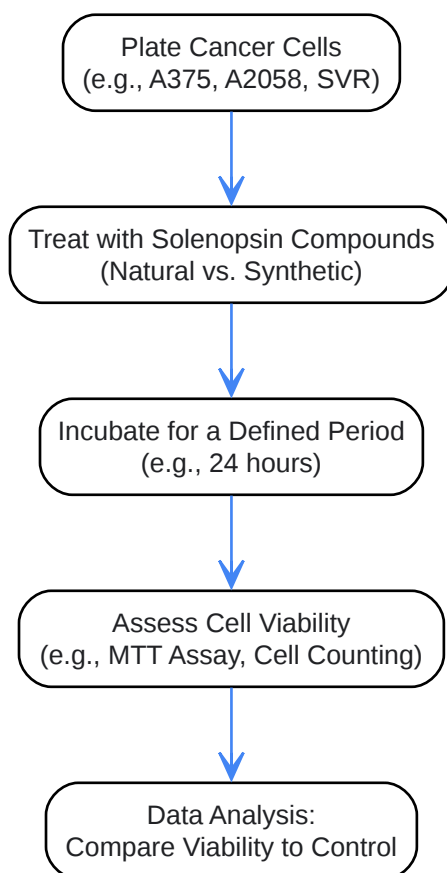 Plate Cancer Cells
(e.g., A375, A2058, SVR)
Treat with Solenopsin Compounds
(Natural vs. Synthetic)
Incubate for a Defined Period
(e.g., 24 hours)
Assess Cell Viability
(e.g., MTT Assay, Cell Counting)
Data Analysis:
Compare Viability to Control